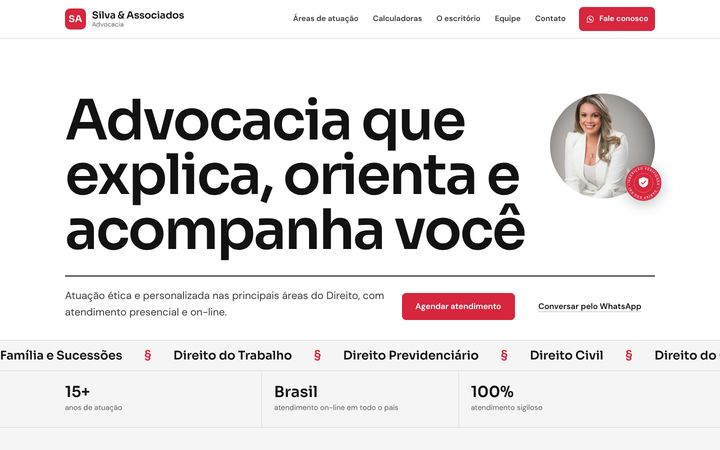 SA
Silva & Associados
Advocacia
Áreas de atuação
Calculadoras
O escritório
Equipe
Contato
Fale conosco
Advocacia que
explica, orienta e
acompanha você
Atuação ética e personalizada nas principais áreas do Direito, com
atendimento presencial e on-line.
Agendar atendimento
Conversar pelo WhatsApp
Família e Sucessões § Direito do Trabalho § Direito Previdenciário § Direito Civil § Direito do
15+
anos de atuação
Brasil
atendimento on-line em todo o país
100%
atendimento sigiloso